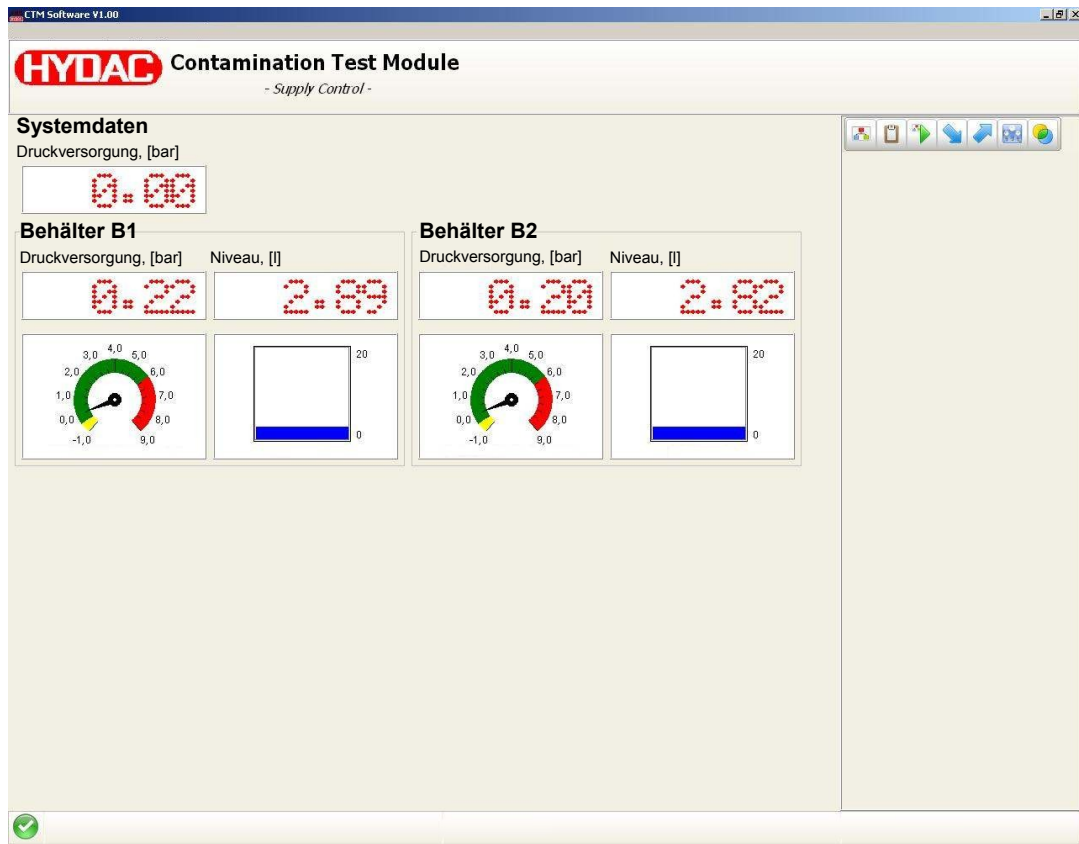 CTM Software V1.00
HYDAC
Contamination Test Module
- Supply Control -
Systemdaten
Druckversorgung, [bar]
0.00
Behälter B1
Druckversorgung, [bar] Niveau, [l]
0.22 2.89
-1,0 0,0 1,0 2,0 3,0 4,0 5,0 6,0 7,0 8,0 9,0
20
0
Behälter B2
Druckversorgung, [bar] Niveau, [l]
0.20 2.82
-1,0 0,0 1,0 2,0 3,0 4,0 5,0 6,0 7,0 8,0 9,0
20
0